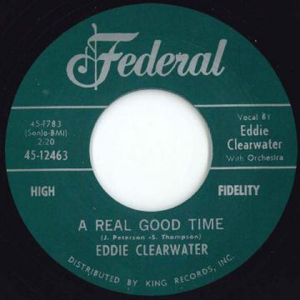 Federal
45-F783
(Sonlo-BMI)
2:20
45-12463
Vocal BY
Eddie
Clearwater
With Orchestra
HIGH
FIDELITY
A REAL GOOD TIME
(J. Peterson-S. Thompson)
EDDIE CLEARWATER
DISTRIBUTED BY KING RECORDS, INC.